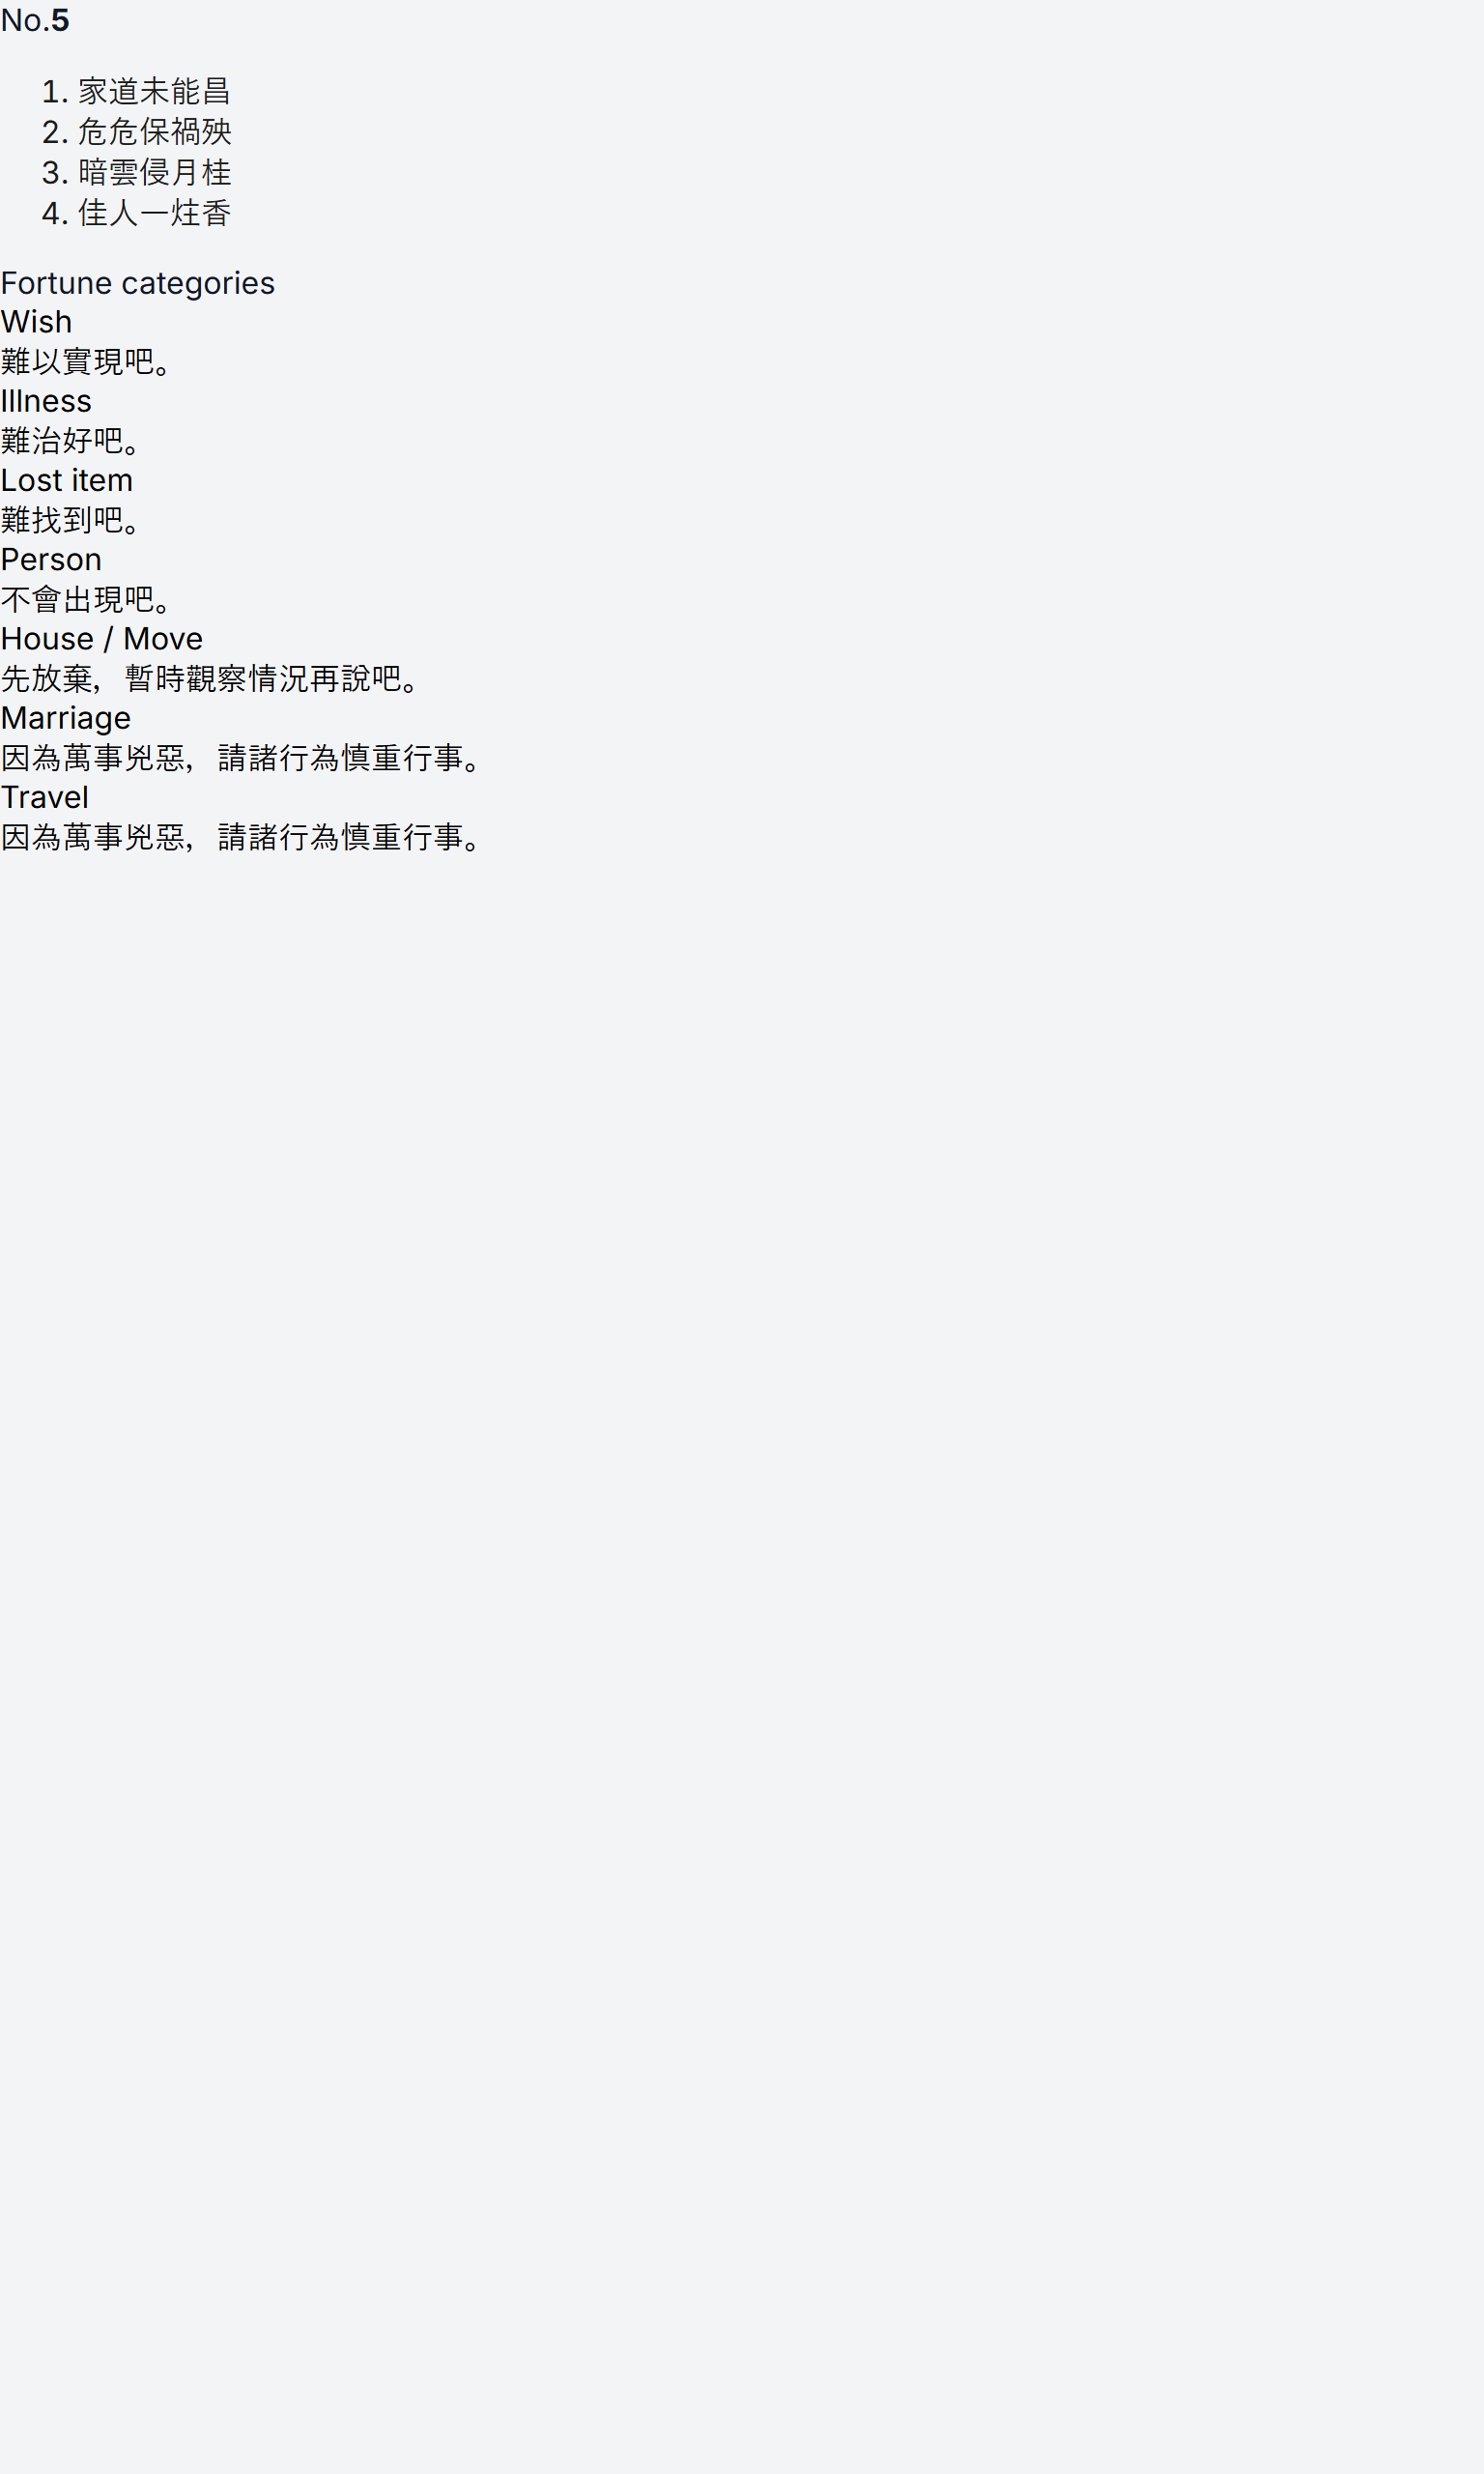 No.5
1. 家道未能昌
2. 危危保禍殃
3. 暗雲侵月桂
4. 佳人一炷香
Fortune categories
Wish
難以實現吧。
Illness
難治好吧。
Lost item
難找到吧。
Person
不會出現吧。
House / Move
先放棄，暫時觀察情況再說吧。
Marriage
因為萬事兇惡，請諸行為慎重行事。
Travel
因為萬事兇惡，請諸行為慎重行事。